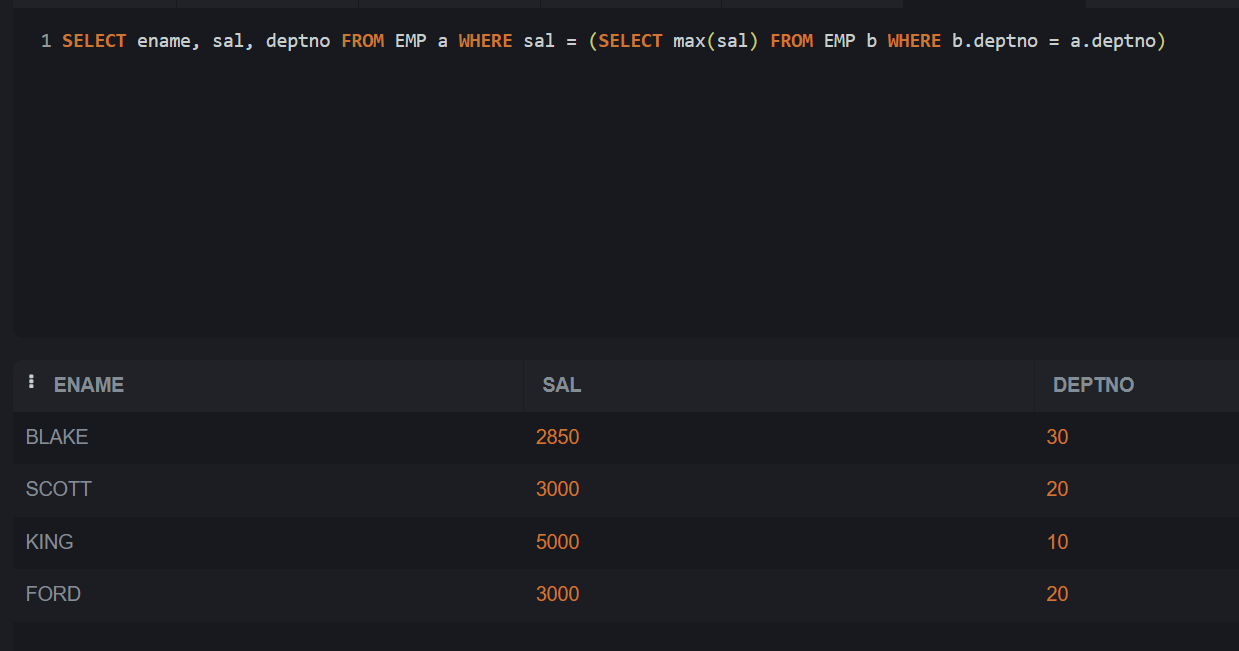 1 SELECT ename, sal, deptno FROM EMP a WHERE sal = (SELECT max(sal) FROM EMP b WHERE b.deptno = a.deptno)
ENAME SAL DEPTNO
BLAKE 2850 30
SCOTT 3000 20
KING 5000 10
FORD 3000 20